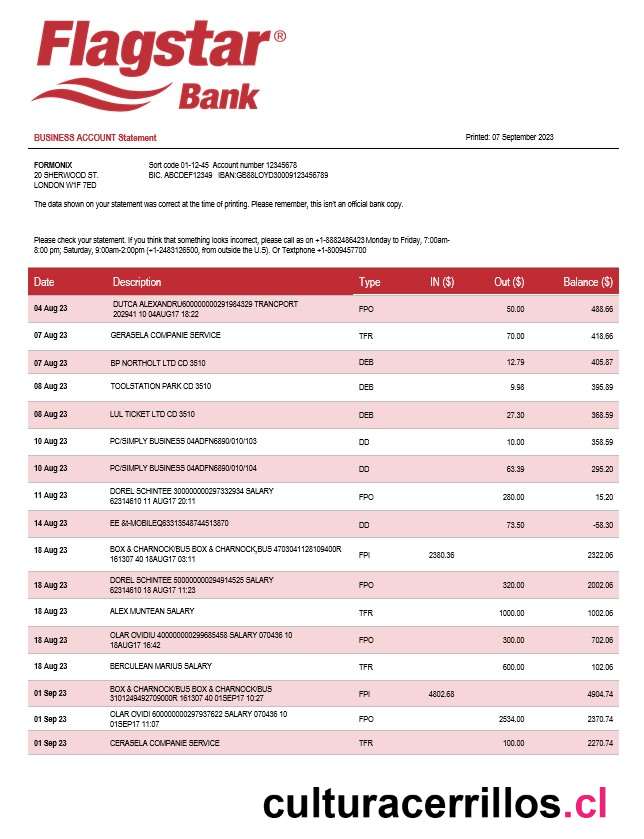 Flagstar®
Bank
BUSINESS ACCOUNT Statement Printed: 07 September 2023
FORMONIX Sort code 01-12-45 Account number 12345678
20 SHERWOOD ST. BIC. ABCDEF12349 IBAN:GB88LOYD30009123456789
LONDON W1F 7ED
The data shown on your statement was correct at the time of printing. Please remember, this isn't an official bank copy.
Please check your statement. If you think that something looks incorrect, please call as on +1-8882486423 Monday to Friday, 7:00am-
8:00 pm; Saturday, 9:00am-2:00pm (+1-2483126500, from outside the U.S). Or Textphone +1-8009457700
Date Description Type IN ($) Out ($) Balance ($)
04 Aug 23 DUTCA ALEXANDRU600000000291984329 TRANCPORT FPO 50.00 488.66
202941 10 04AUG17 18:22
07 Aug 23 GERASELA COMPANIE SERVICE TFR 70.00 418.66
07 Aug 23 BP NORTHOLT LTD CD 3510 DEB 12.79 405.87
08 Aug 23 TOOLSTATION PARK CD 3510 DEB 9.98 395.89
08 Aug 23 LUL TICKET LTD CD 3510 DEB 27.30 368.59
10 Aug 23 PC/SIMPLY BUSINESS 04ADFN6890/010/103 DD 10.00 358.59
10 Aug 23 PC/SIMPLY BUSINESS 04ADFN6890/010/104 DD 63.39 295.20
11 Aug 23 DOREL SCHINTEE 300000000297332934 SALARY FPO 280.00 15,20
62314610 11 AUG17 20:11
14 Aug 23 EE &t-MOBILEQ63313548744513870 DD 73.50 -58.30
18 Aug 23 BOX & CHARNOCK/BUS BOX & CHARNOCK,BUS 4703041128109400R FPI 2380.36 2322.06
161307 40 18AUG17 03:11
18 Aug 23 DOREL SCHINTEE 500000000294914525 SALARY FPO 320.00 2002.06
62314610 18 AUG17 11:23
18 Aug 23 ALEX MUNTEAN SALARY TFR 1000.00 1002.06
18 Aug 23 OLAR OVIDIU 400000000299685458 SALARY 070436 10 FPO 300.00 702.06
18AUG17 16:42
18 Aug 23 BERCULEAN MARIUS SALARY TFR 600.00 102.06
01 Sep 23 BOX & CHARNOCK/BUS BOX & CHARNOCK/BUS FPI 4802.68 4904.74
3101249492709000R 161307 40 01SEP17 10:27
01 Sep 23 OLAR OVIDI 600000000297937622 SALARY 070436 10 FPO 2534,00 2370.74
01SEP17 11:07
01 Sep 23 CERASELA COMPANIE SERVICE TFR 100.00 2270.74
culturacerrillos.cl